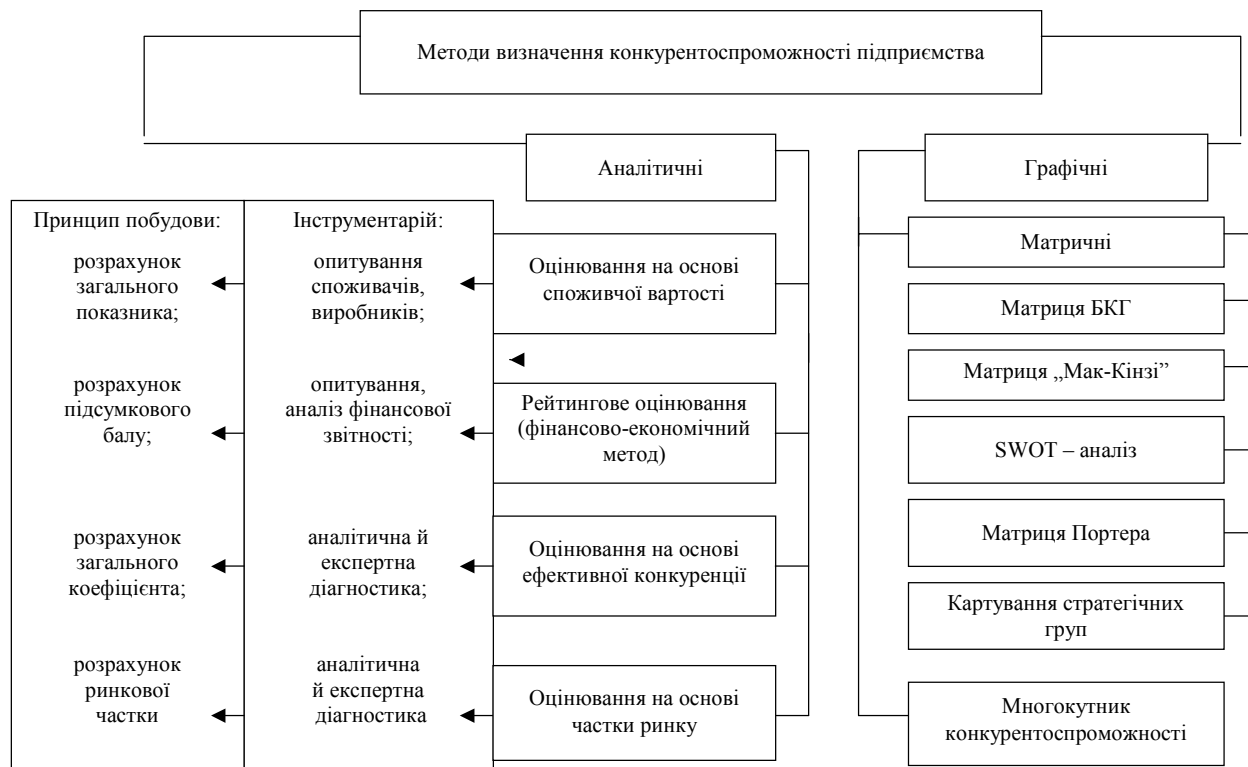 Методи визначення конкурентоспроможності підприємства
Аналітичні
Графічні
Принцип побудови:
розрахунок
загального
показника;
розрахунок
підсумкового
балу;
розрахунок
загального
коефіцієнта;
розрахунок
ринкової
частки
Інструментарій:
опитування
споживачів,
виробників;
опитування,
аналіз фінансової
звітності;
аналітична й
експертна
діагностика;
аналітична
й експертна
діагностика
Оцінювання на основі
споживчої вартості
Рейтингове оцінювання
(фінансово-економічний
метод)
Оцінювання на основі
ефективної конкуренції
Оцінювання на основі
частки ринку
Матричні
Матриця БКГ
Матриця „Мак-Кінзі”
SWOT – аналіз
Матриця Портера
Картування стратегічних
груп
Многокутник
конкурентоспроможності